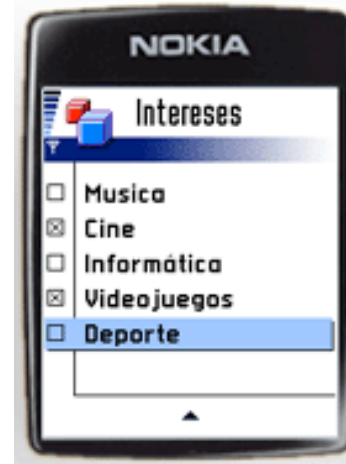 NOKIA
Intereses
Musica
Cine
Informática
Videojuegos
Deporte